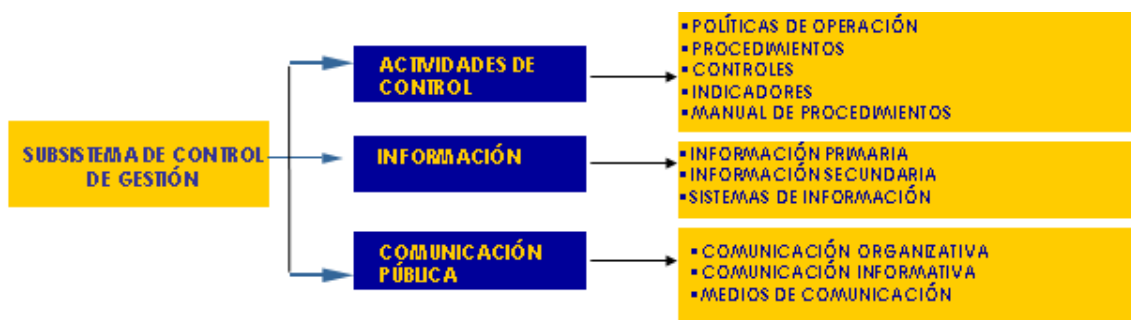 SUBSISTEMA DE CONTROL
DE GESTIÓN
ACTIVIDADES DE
CONTROL
▪ POLÍTICAS DE OPERACIÓN
▪ PROCEDIMIENTOS
▪ CONTROLES
▪ INDICADORES
▪ MANUAL DE PROCEDIMIENTOS
INFORMACIÓN
▪ INFORMACIÓN PRIMARIA
▪ INFORMACIÓN SECUNDARIA
▪ SISTEMAS DE INFORMACIÓN
COMUNICACIÓN
PÚBLICA
▪ COMUNICACIÓN ORGANIZATIVA
▪ COMUNICACIÓN INFORMATIVA
▪ MEDIOS DE COMUNICACIÓN